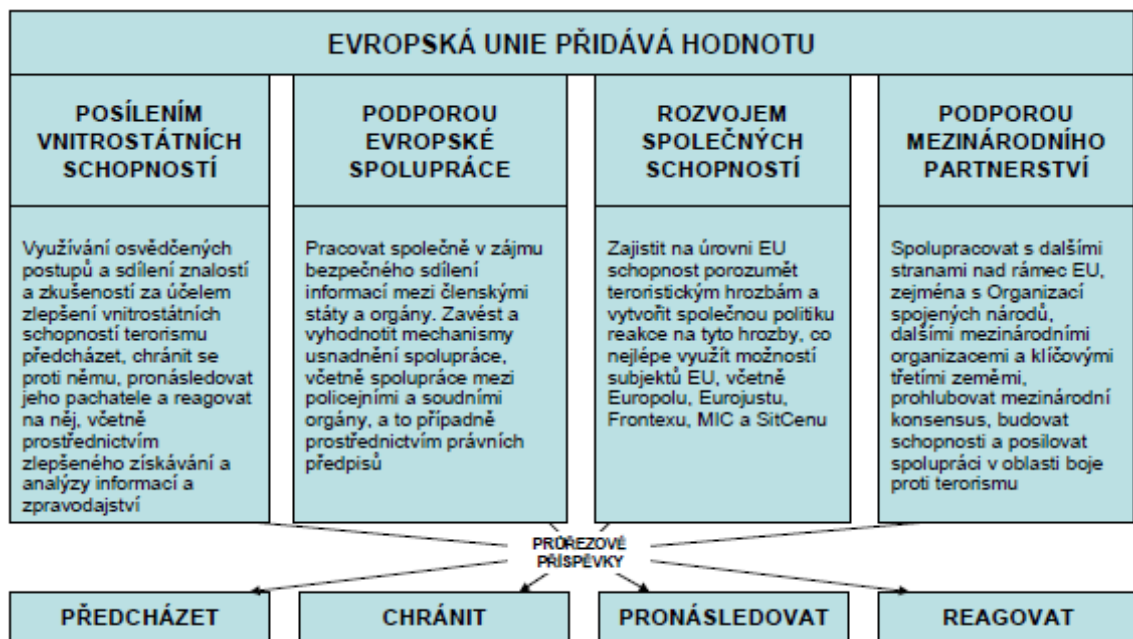 EVROPSKÁ UNIE PŘIDÁVÁ HODNOTU
POSÍLENÍM
VNITROSTÁTNÍCH
SCHOPNOSTÍ
Využívání osvědčených
postupů a sdílení znalostí
a zkušeností za účelem
zlepšení vnitrostátních
schopností terorismu
předcházet, chránit se
proti němu, pronásledovat
jeho pachatele a reagovat
na něj, včetně
prostřednictvím
zlepšeného získávání a
analýzy informací a
zpravodajství
PODPOROU
EVROPSKÉ
SPOLUPRÁCE
Pracovat společně v zájmu
bezpečného sdílení
informací mezi členskými
státy a orgány. Zavést a
vyhodnotit mechanismy
usnadnění spolupráce,
včetně spolupráce mezi
policejními a soudními
orgány, a to případně
prostřednictvím právních
předpisů
ROZVOJEM
SPOLEČNÝCH
SCHOPNOSTÍ
Zajistit na úrovni EU
schopnost porozumět
teroristickým hrozbám a
vytvořit společnou politiku
reakce na tyto hrozby, co
nejlépe využít možností
subjektů EU, včetně
Europolu, Eurojustu,
Frontexu, MIC a SitCenu
PODPOROU
MEZINÁRODNÍHO
PARTNERSTVÍ
Spolupracovat s dalšími
stranami nad rámec EU,
zejména s Organizací
spojených národů,
dalšími mezinárodními
organizacemi a klíčovými
třetími zeměmi,
prohlubovat mezinárodní
konsensus, budovat
schopnosti a posilovat
spolupráci v oblasti boje
proti terorismu
PRŮŘEZOVÉ
PŘÍSPĚVKY
PŘEDCHÁZET
CHRÁNIT
PRONÁSLEDOVAT
REAGOVAT